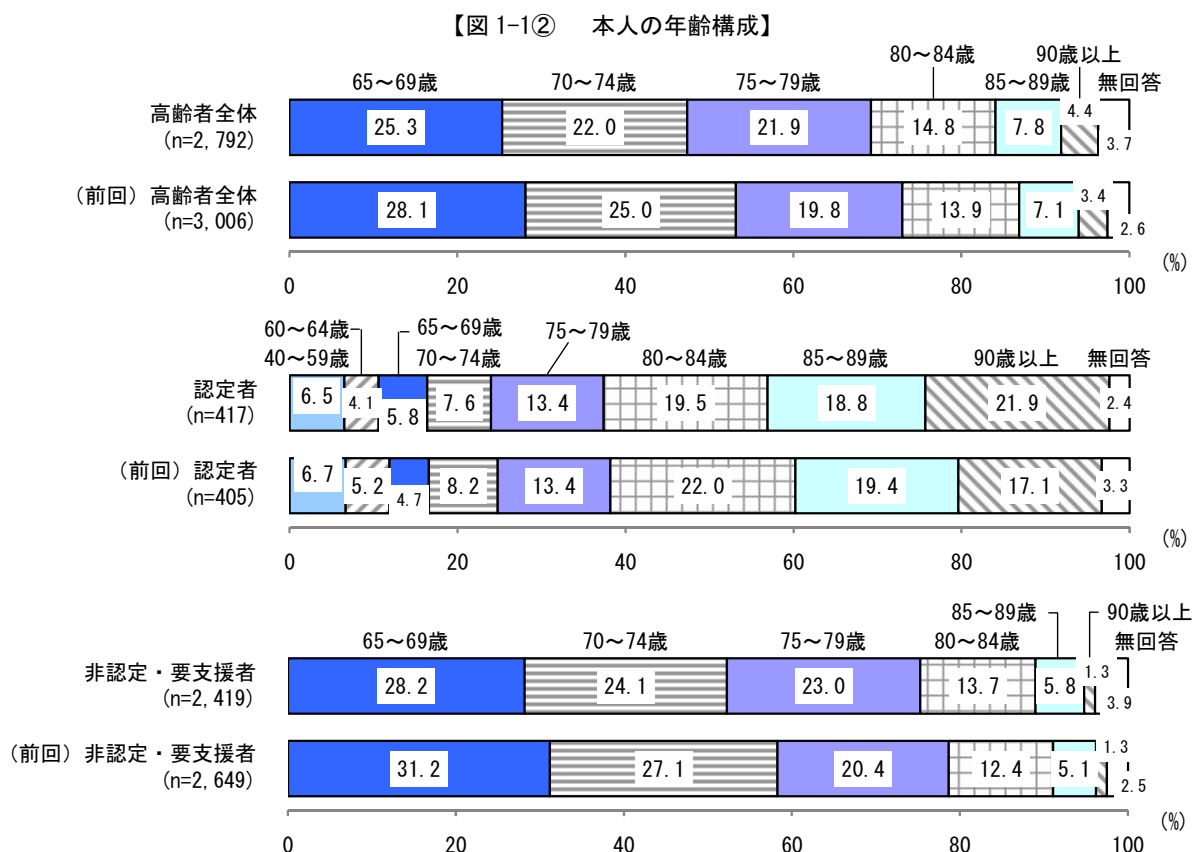 【図 1-1② 本人の年齢構成】
80～84歳 90歳以上
65～69歳 70～74歳 75～79歳 85～89歳 無回答
高齢者全体
(n=2,792)
25.3 22.0 21.9 14.8 7.8 4.4 3.7
(前回) 高齢者全体
(n=3,006)
28.1 25.0 19.8 13.9 7.1 3.4 2.6
(%)
0 20 40 60 80 100
60～64歳 65～69歳 75～79歳
40～59歳 70～74歳 80～84歳 85～89歳 90歳以上 無回答
認定者
(n=417)
6.5 4.1 5.8 7.6 13.4 19.5 18.8 21.9 2.4
(前回) 認定者
(n=405)
6.7 5.2 4.7 8.2 13.4 22.0 19.4 17.1 3.3
(%)
0 20 40 60 80 100
85～89歳 90歳以上
65～69歳 70～74歳 75～79歳 80～84歳 無回答
非認定・要支援者
(n=2,419)
28.2 24.1 23.0 13.7 5.8 1.3 3.9
(前回) 非認定・要支援者
(n=2,649)
31.2 27.1 20.4 12.4 5.1 1.3 2.5
(%)
0 20 40 60 80 100